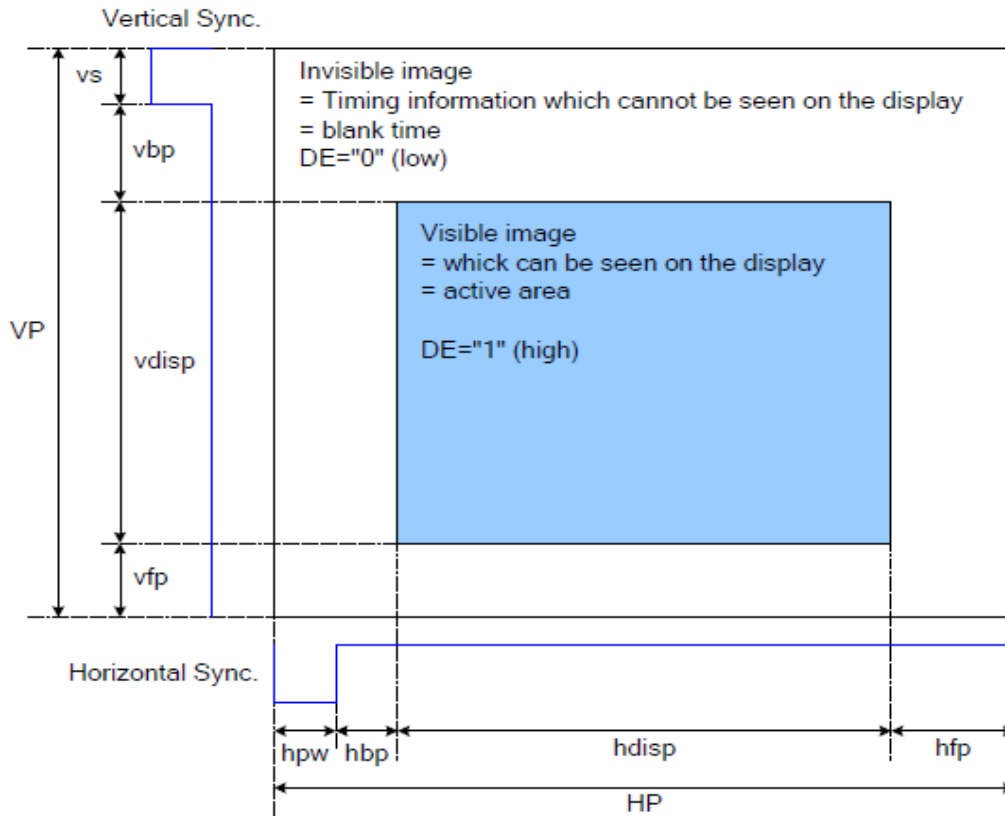 Vertical Sync.
vs
Invisible image
= Timing information which cannot be seen on the display
= blank time
DE="0" (low)
vbp
Visible image
= whick can be seen on the display
= active area
DE="1" (high)
VP
vdisp
vfp
Horizontal Sync.
hpw
hbp
hdisp
hfp
HP